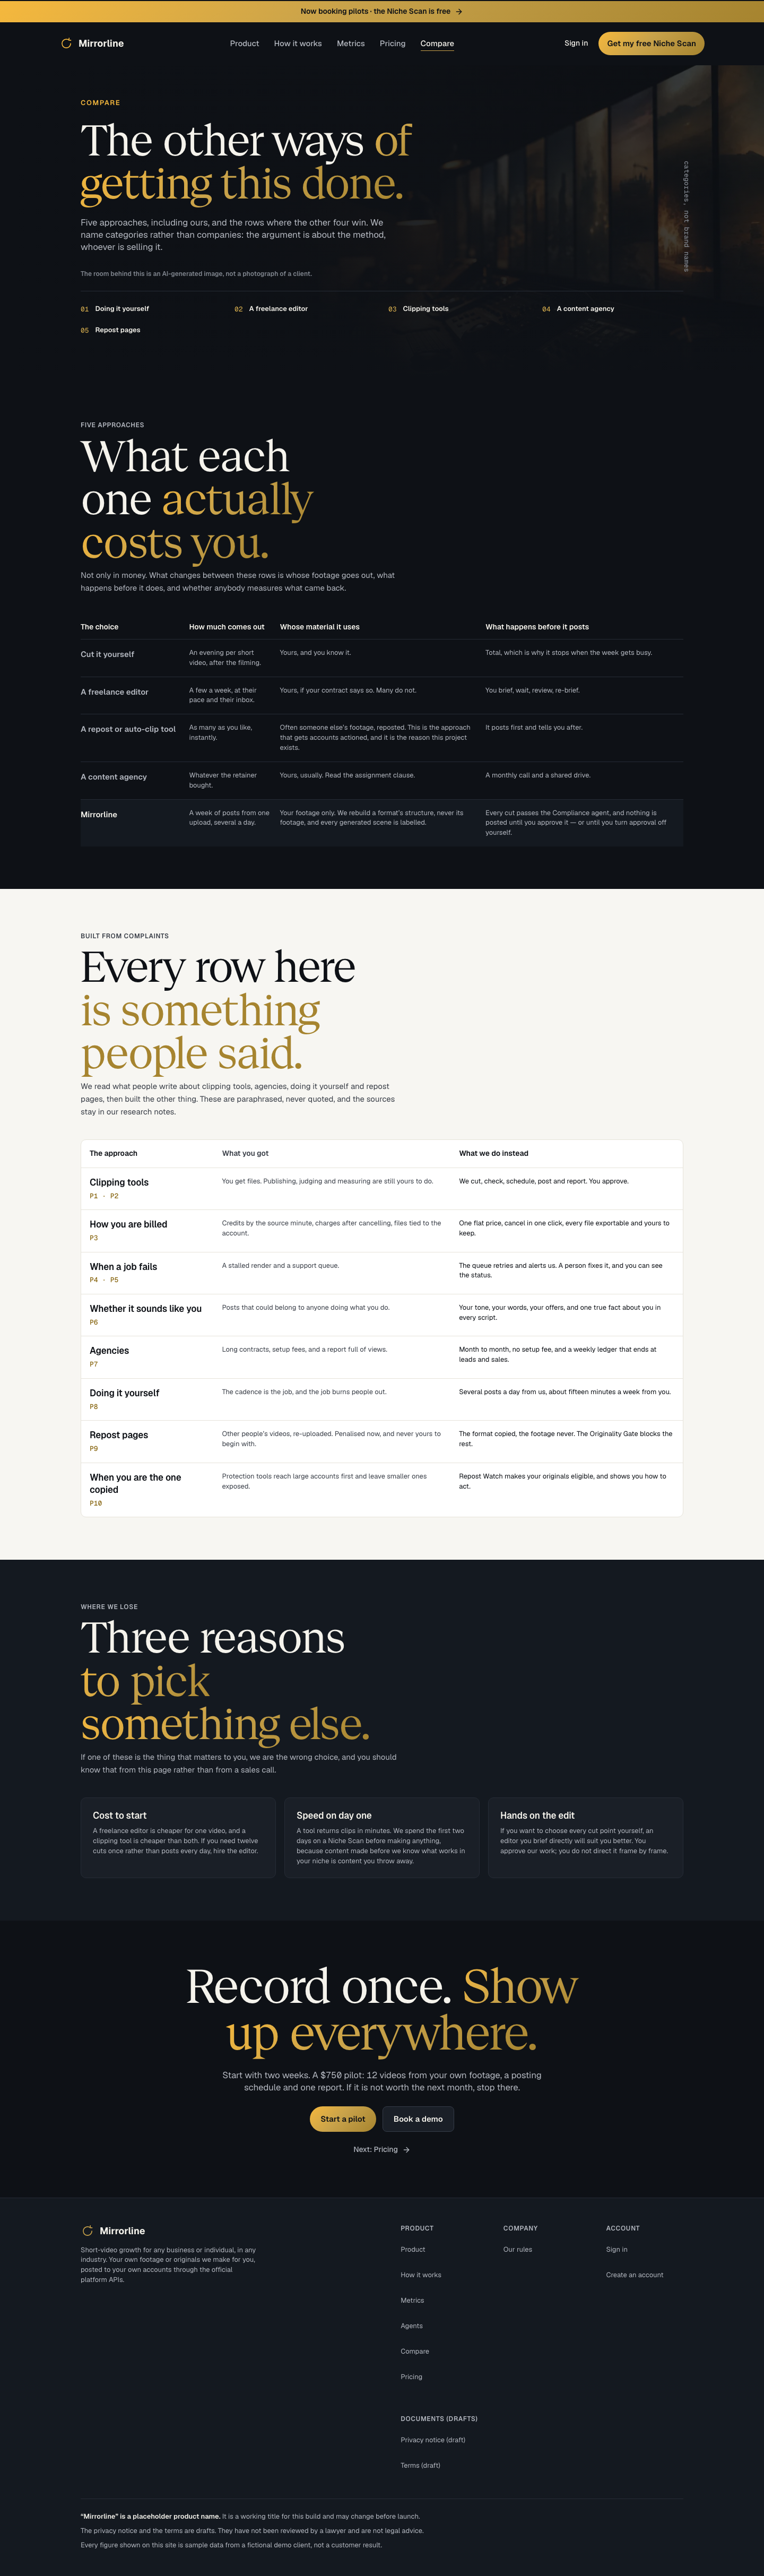 Now booking pilots · the Niche Scan is free →
Mirrorline
Product
How it works
Metrics
Pricing
Compare
Sign in
Get my free Niche Scan
COMPARE
The other ways of
getting this done.
Five approaches, including ours, and the rows where the other four win. We
name categories rather than companies: the argument is about the method,
whoever is selling it.
categories, not brand names
The room behind this is an AI-generated image, not a photograph of a client.
01 Doing it yourself
02 A freelance editor
03 Clipping tools
04 A content agency
05 Repost pages
FIVE APPROACHES
What each
one actually
costs you.
Not only in money. What changes between these rows is whose footage goes out, what
happens before it does, and whether anybody measures what came back.
The choice
How much comes out
Whose material it uses
What happens before it posts
Cut it yourself
An evening per short
video, after the filming.
Yours, and you know it.
Total, which is why it stops when the week gets busy.
A freelance editor
A few a week, at their
pace and their inbox.
Yours, if your contract says so. Many do not.
You brief, wait, review, re-brief.
A repost or auto-clip tool
As many as you like,
instantly.
Often someone else's footage, reposted. This is the approach
that gets accounts actioned, and it is the reason this project
exists.
It posts first and tells you after.
A content agency
Whatever the retainer
bought.
Yours, usually. Read the assignment clause.
A monthly call and a shared drive.
Mirrorline
A week of posts from one
upload, several a day.
Your footage only. We rebuild a format's structure, never its
footage, and every generated scene is labelled.
Every cut passes the Compliance agent, and nothing is
posted until you approve it — or until you turn approval off
yourself.
BUILT FROM COMPLAINTS
Every row here
is something
people said.
We read what people write about clipping tools, agencies, doing it yourself and repost
pages, then built the other thing. These are paraphrased, never quoted, and the sources
stay in our research notes.
The approach
What you got
What we do instead
Clipping tools
P1 · P2
You get files. Publishing, judging and measuring are still yours to do.
We cut, check, schedule, post and report. You approve.
How you are billed
P3
Credits by the source minute, charges after cancelling, files tied to the
account.
One flat price, cancel in one click, every file exportable and yours to
keep.
When a job fails
P4 · P5
A stalled render and a support queue.
The queue retries and alerts us. A person fixes it, and you can see
the status.
Whether it sounds like you
P6
Posts that could belong to anyone doing what you do.
Your tone, your words, your offers, and one true fact about you in
every script.
Agencies
P7
Long contracts, setup fees, and a report full of views.
Month to month, no setup fee, and a weekly ledger that ends at
leads and sales.
Doing it yourself
P8
The cadence is the job, and the job burns people out.
Several posts a day from us, about fifteen minutes a week from you.
Repost pages
P9
Other people's videos, re-uploaded. Penalised now, and never yours to
begin with.
The format copied, the footage never. The Originality Gate blocks the
rest.
When you are the one
copied
P10
Protection tools reach large accounts first and leave smaller ones
exposed.
Repost Watch makes your originals eligible, and shows you how to
act.
WHERE WE LOSE
Three reasons
to pick
something else.
If one of these is the thing that matters to you, we are the wrong choice, and you should
know that from this page rather than from a sales call.
Cost to start
A freelance editor is cheaper for one video, and a
clipping tool is cheaper than both. If you need twelve
cuts once rather than posts every day, hire the editor.
Speed on day one
A tool returns clips in minutes. We spend the first two
days on a Niche Scan before making anything,
because content made before we know what works in
your niche is content you throw away.
Hands on the edit
If you want to choose every cut point yourself, an
editor you brief directly will suit you better. You
approve our work; you do not direct it frame by frame.
Record once. Show
up everywhere.
Start with two weeks. A $750 pilot: 12 videos from your own footage, a posting
schedule and one report. If it is not worth the next month, stop there.
Start a pilot
Book a demo
Next: Pricing →
Mirrorline
Short-video growth for any business or individual, in any
industry. Your own footage or originals we make for you,
posted to your own accounts through the official
platform APIs.
PRODUCT
Product
How it works
Metrics
Agents
Compare
Pricing
COMPANY
Our rules
ACCOUNT
Sign in
Create an account
DOCUMENTS (DRAFTS)
Privacy notice (draft)
Terms (draft)
"Mirrorline" is a placeholder product name. It is a working title for this build and may change before launch.
The privacy notice and the terms are drafts. They have not been reviewed by a lawyer and are not legal advice.
Every figure shown on this site is sample data from a fictional demo client, not a customer result.